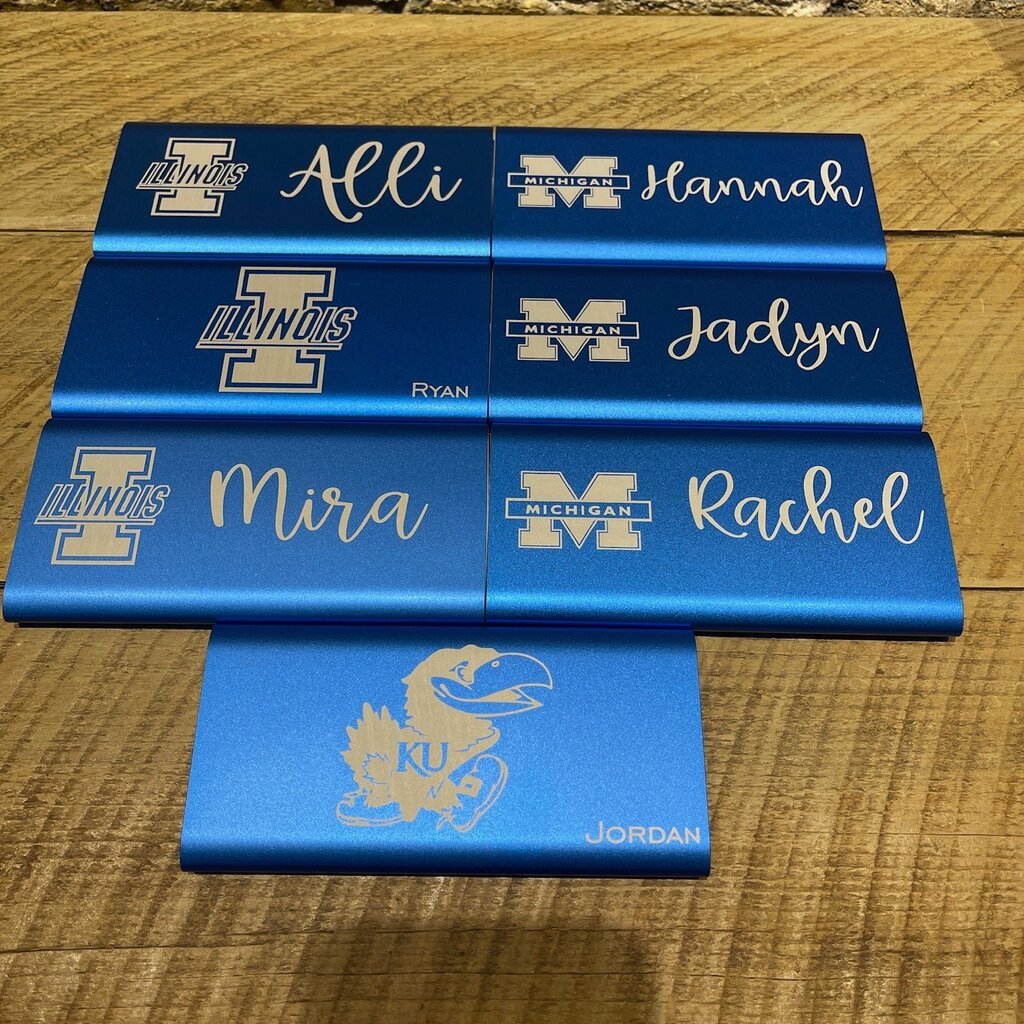 ILLINOIS Alli
MICHIGAN Hannah
ILLINOIS
RYAN
MICHIGAN Jadyn
ILLINOIS Mira
MICHIGAN Rachel
KU
JORDAN